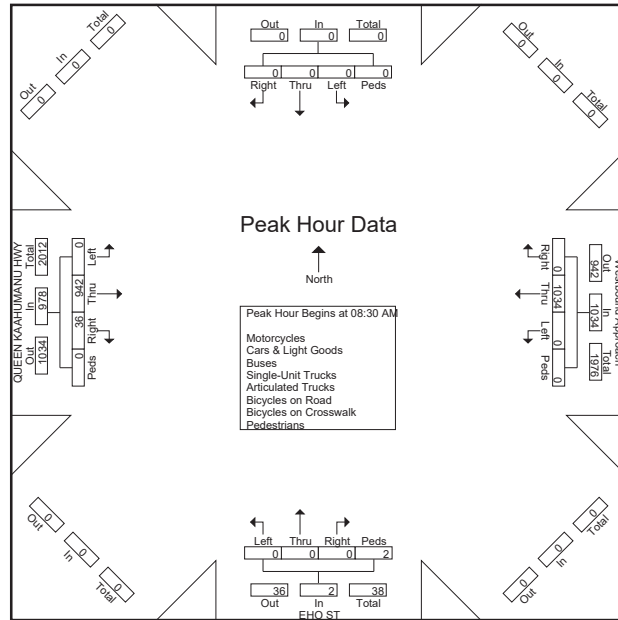 Out In Total
0 0 0
0 0 0 0
Right Thru Left Peds
Total
0
In
0
Out
0
Out
0
In
0
Total
0
Peak Hour Data
North
Peak Hour Begins at 08:30 AM
Motorcycles
Cars & Light Goods
Buses
Single-Unit Trucks
Articulated Trucks
Bicycles on Road
Bicycles on Crosswalk
Pedestrians
QUEEN KAAHUMANU HWY
Out In Total
1034 978 2012
0 36 942 0
Peds Right Thru Left
Out In Total
942 1034 1976
0 1034 0 0
Right Thru Left Peds
Out
0
In
0
Total
0
Total
0
In
0
Out
0
Left Thru Right Peds
0 0 0 2
36 2 38
Out In Total
EHO ST